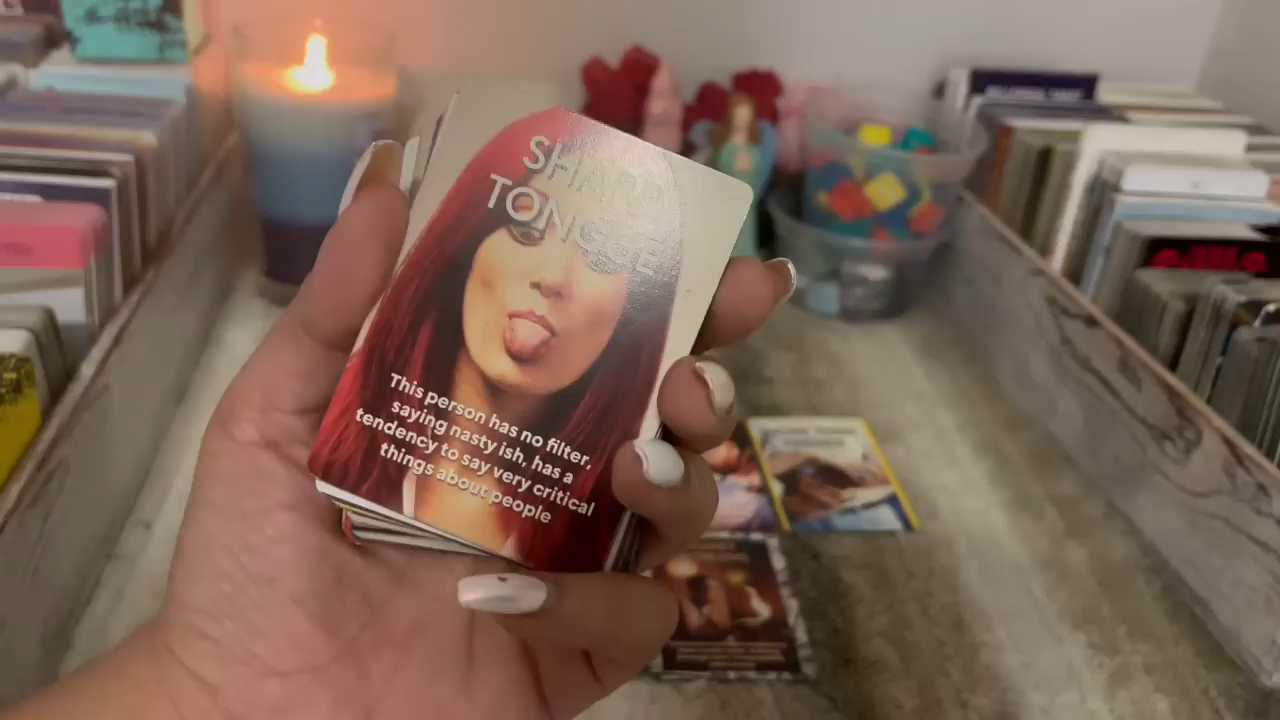 SHARP
TONGUE
This person has no filter,
saying nasty ish, has a
tendency to say very critical
things about people